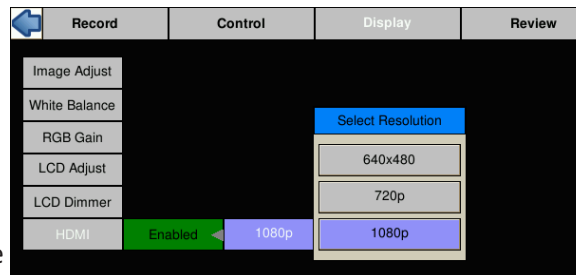 Record Control Display Review
Image Adjust
White Balance
Select Resolution
RGB Gain
640x480
LCD Adjust
720p
LCD Dimmer
HDMI Enabled 1080p 1080p
e